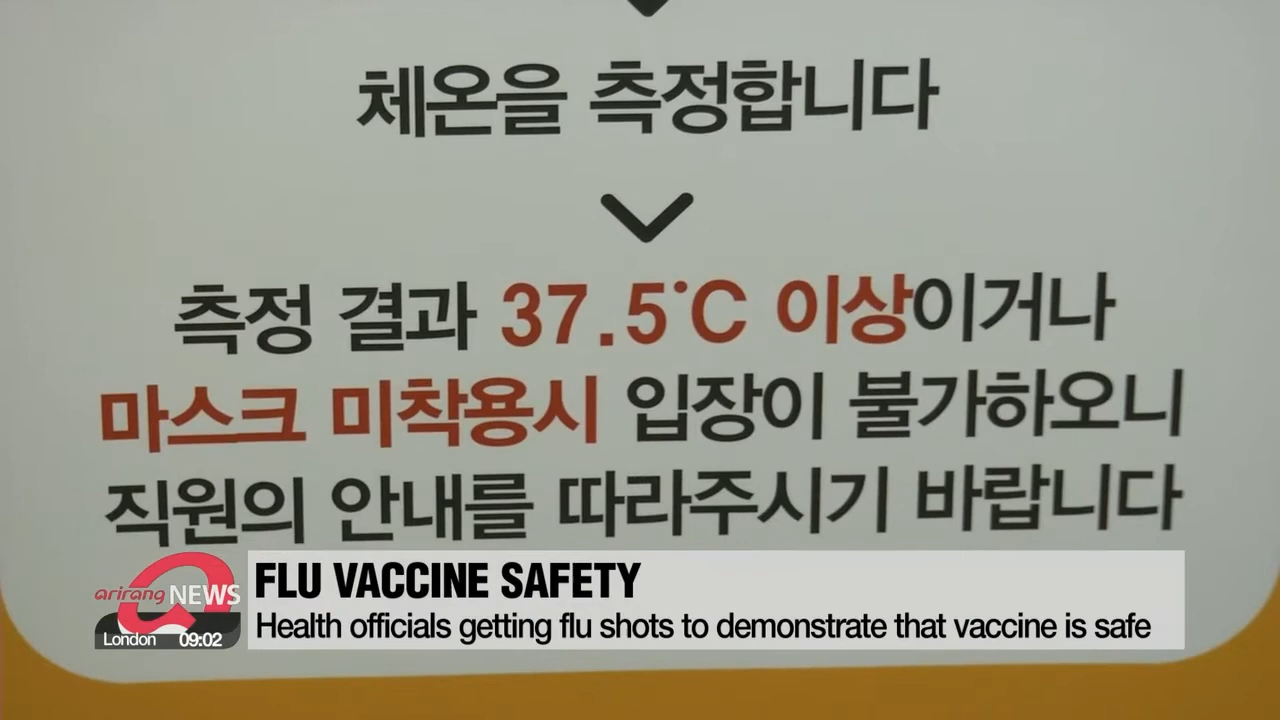 체온을 측정합니다
측정 결과 37.5℃ 이상이거나
마스크 미착용시 입장이 불가하오니
직원의 안내를 따라주시기 바랍니다
arirang NEWS
London 09:02
FLU VACCINE SAFETY
Health officials getting flu shots to demonstrate that vaccine is safe